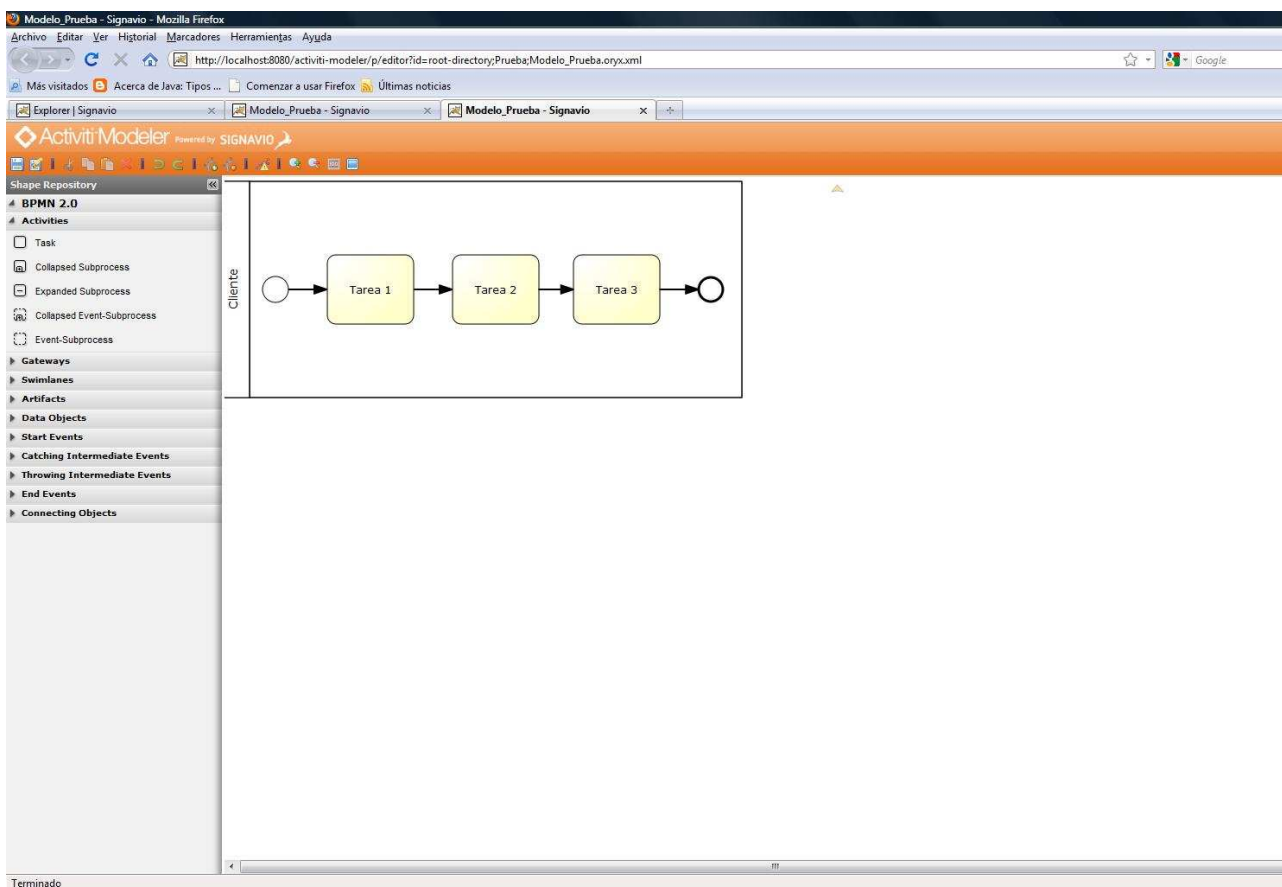 Modelo_Prueba - Signavio - Mozilla Firefox
Archivo Editar Ver Historial Marcadores Herramientas Ayuda
http://localhost:8080/activiti-modeler/p/editor?id=root-directory;Prueba;Modelo_Prueba.oryx.xml
Google
Más visitados Acerca de Java: Tipos ... Comenzar a usar Firefox Últimas noticias
Explorer | Signavio
Modelo_Prueba - Signavio
Modelo_Prueba - Signavio
Activiti Modeler Powered by SIGNAVIO
Shape Repository
BPMN 2.0
Activities
Task
Collapsed Subprocess
Expanded Subprocess
Collapsed Event-Subprocess
Event-Subprocess
Gateways
Swimlanes
Artifacts
Data Objects
Start Events
Catching Intermediate Events
Throwing Intermediate Events
End Events
Connecting Objects
Cliente
Tarea 1
Tarea 2
Tarea 3
Terminado